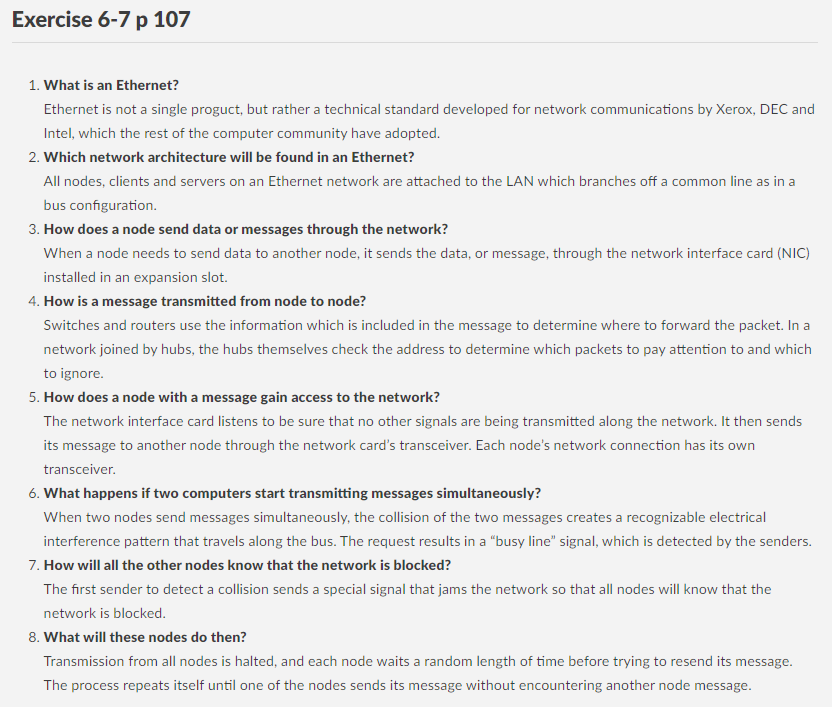 Exercise 6-7 p 107
1. What is an Ethernet?
Ethernet is not a single proguct, but rather a technical standard developed for network communications by Xerox, DEC and
Intel, which the rest of the computer community have adopted.
2. Which network architecture will be found in an Ethernet?
All nodes, clients and servers on an Ethernet network are attached to the LAN which branches off a common line as in a
bus configuration.
3. How does a node send data or messages through the network?
When a node needs to send data to another node, it sends the data, or message, through the network interface card (NIC)
installed in an expansion slot.
4. How is a message transmitted from node to node?
Switches and routers use the information which is included in the message to determine where to forward the packet. In a
network joined by hubs, the hubs themselves check the address to determine which packets to pay attention to and which
to ignore.
5. How does a node with a message gain access to the network?
The network interface card listens to be sure that no other signals are being transmitted along the network. It then sends
its message to another node through the network card’s transceiver. Each node’s network connection has its own
transceiver.
6. What happens if two computers start transmitting messages simultaneously?
When two nodes send messages simultaneously, the collision of the two messages creates a recognizable electrical
interference pattern that travels along the bus. The request results in a “busy line” signal, which is detected by the senders.
7. How will all the other nodes know that the network is blocked?
The first sender to detect a collision sends a special signal that jams the network so that all nodes will know that the
network is blocked.
8. What will these nodes do then?
Transmission from all nodes is halted, and each node waits a random length of time before trying to resend its message.
The process repeats itself until one of the nodes sends its message without encountering another node message.